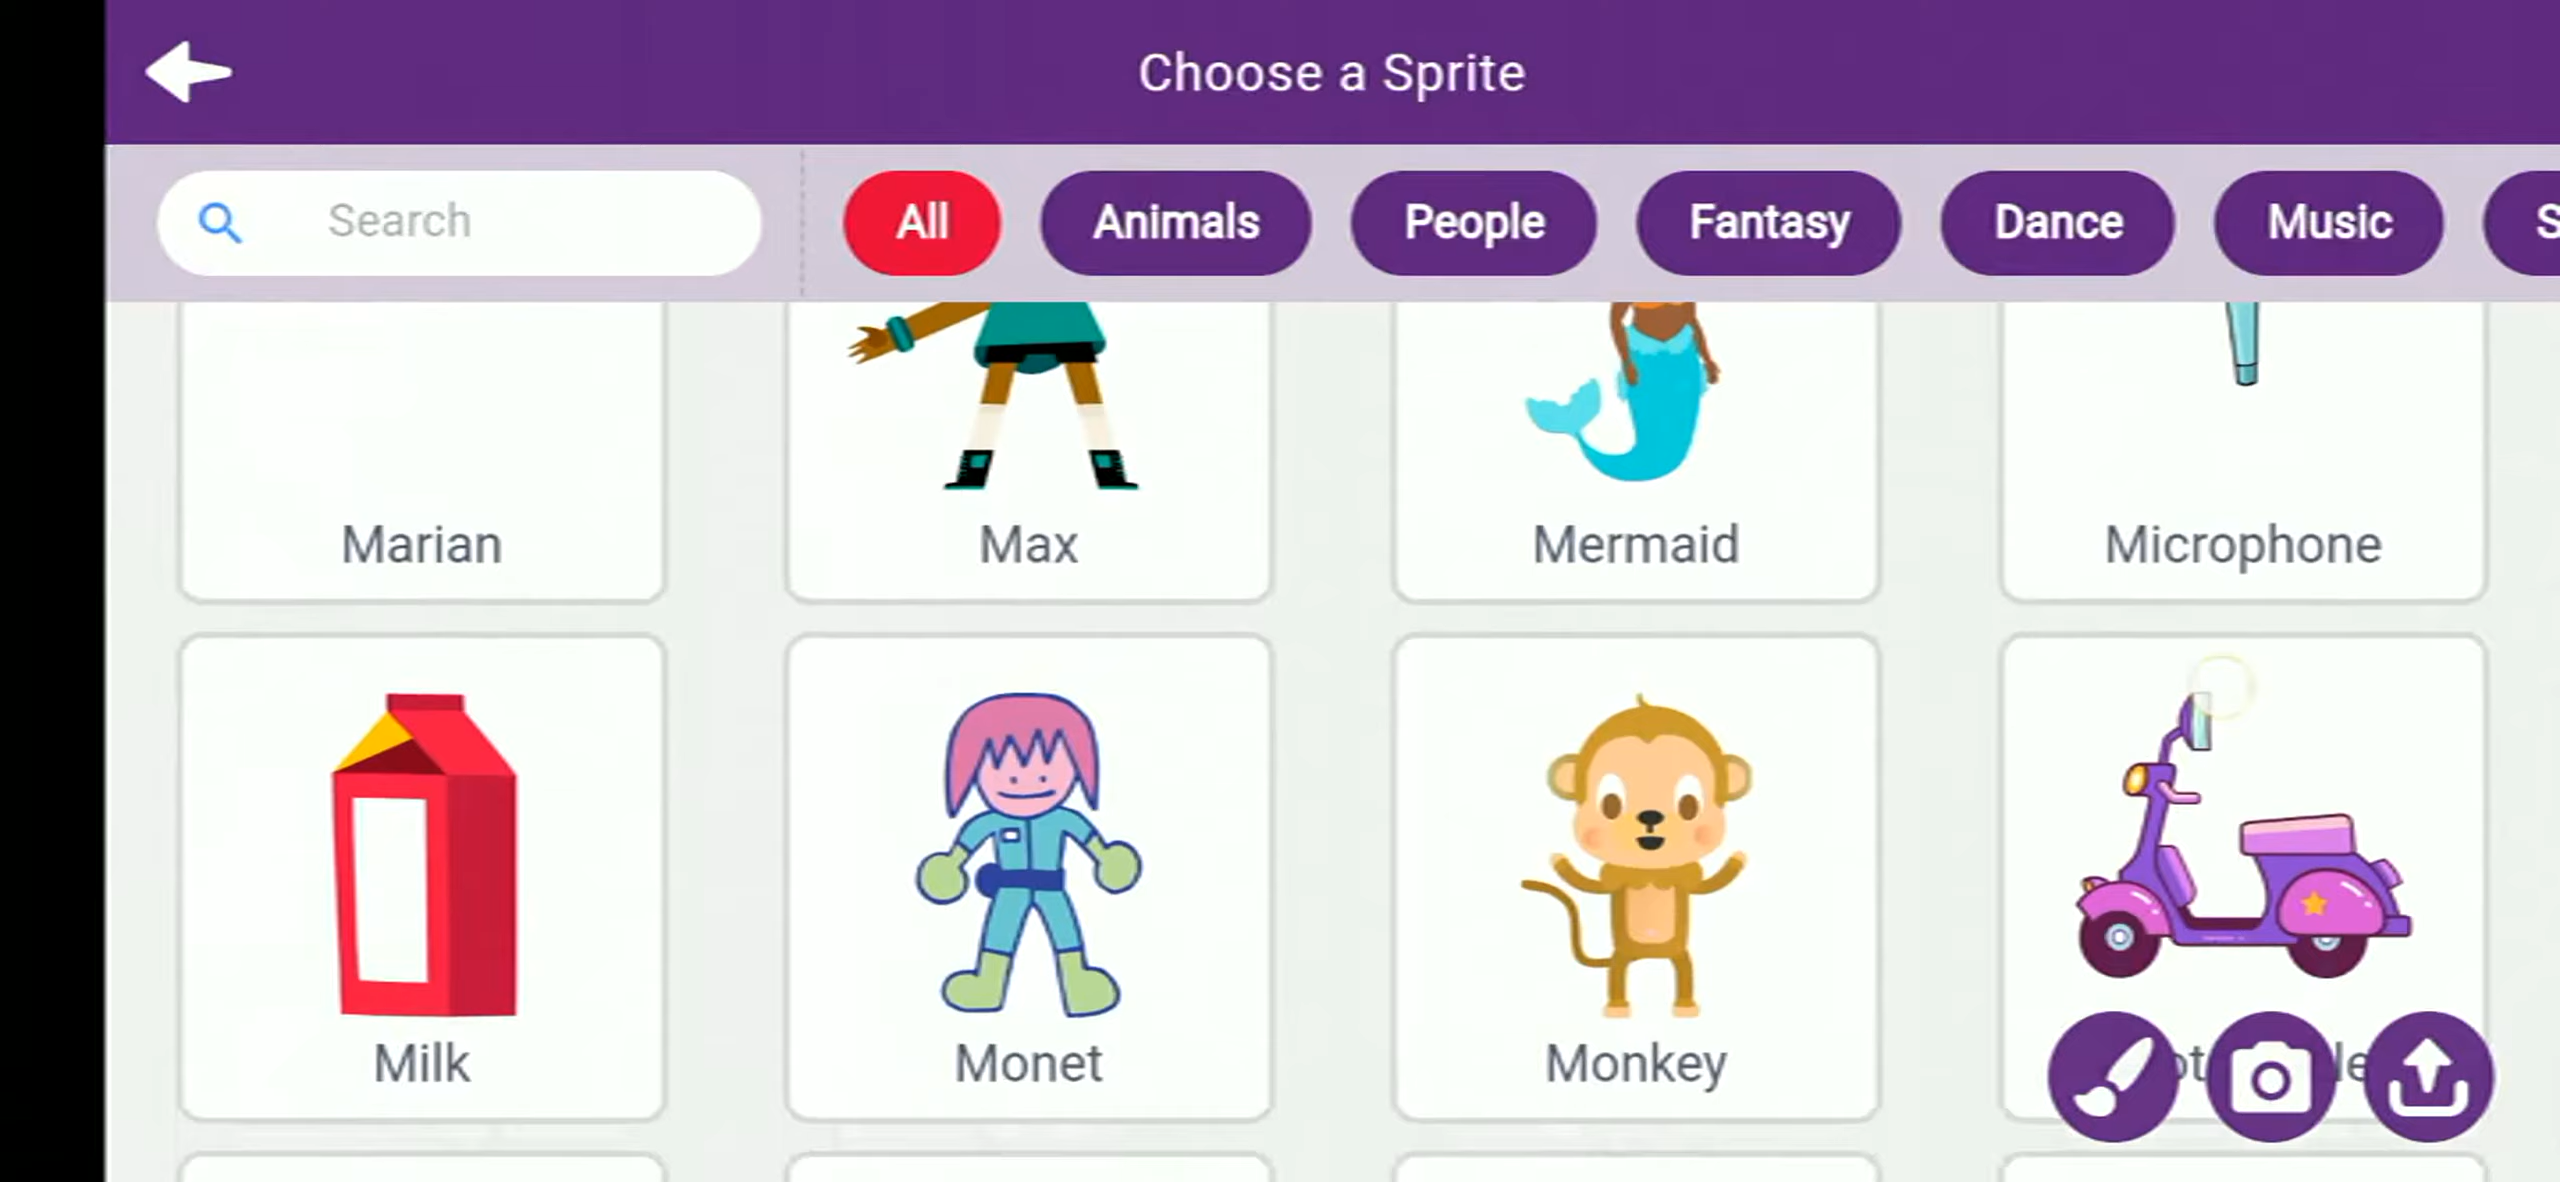 Choose a Sprite
Search
All Animals People Fantasy Dance Music S
Marian Max Mermaid Microphone
Milk Monet Monkey